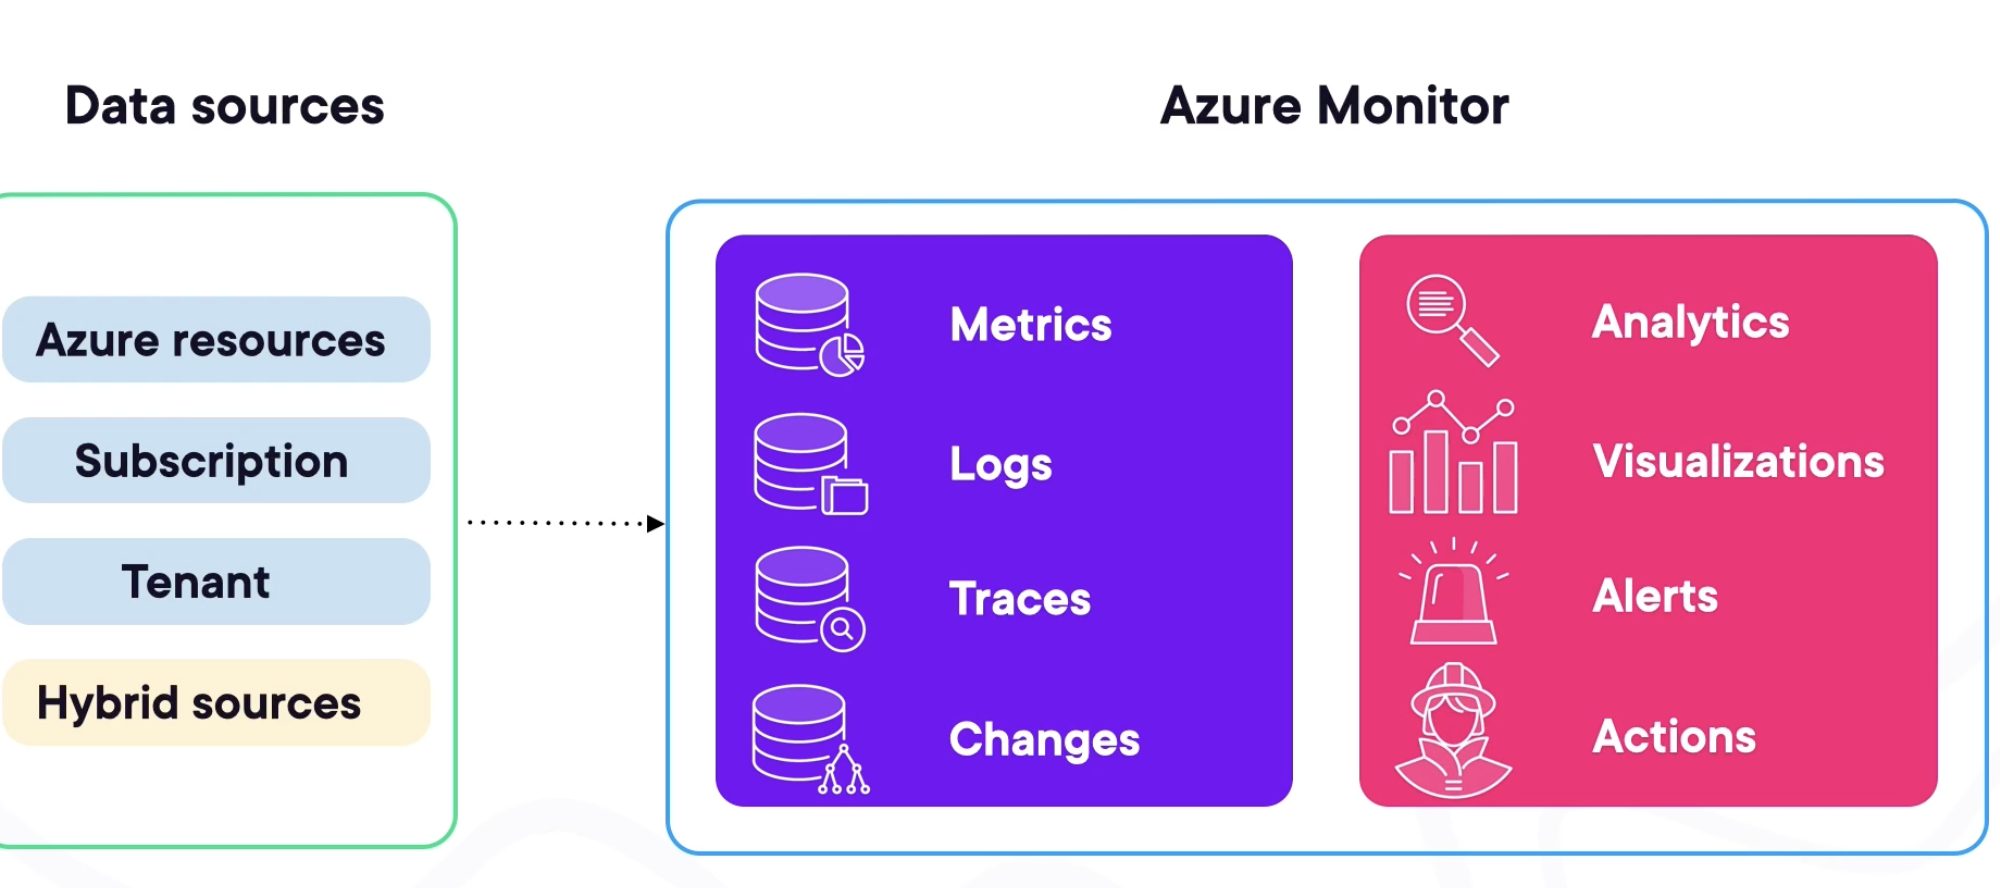 Data sources
Azure Monitor
Azure resources
Subscription
Tenant
Hybrid sources
Metrics
Logs
Traces
Changes
Analytics
Visualizations
Alerts
Actions